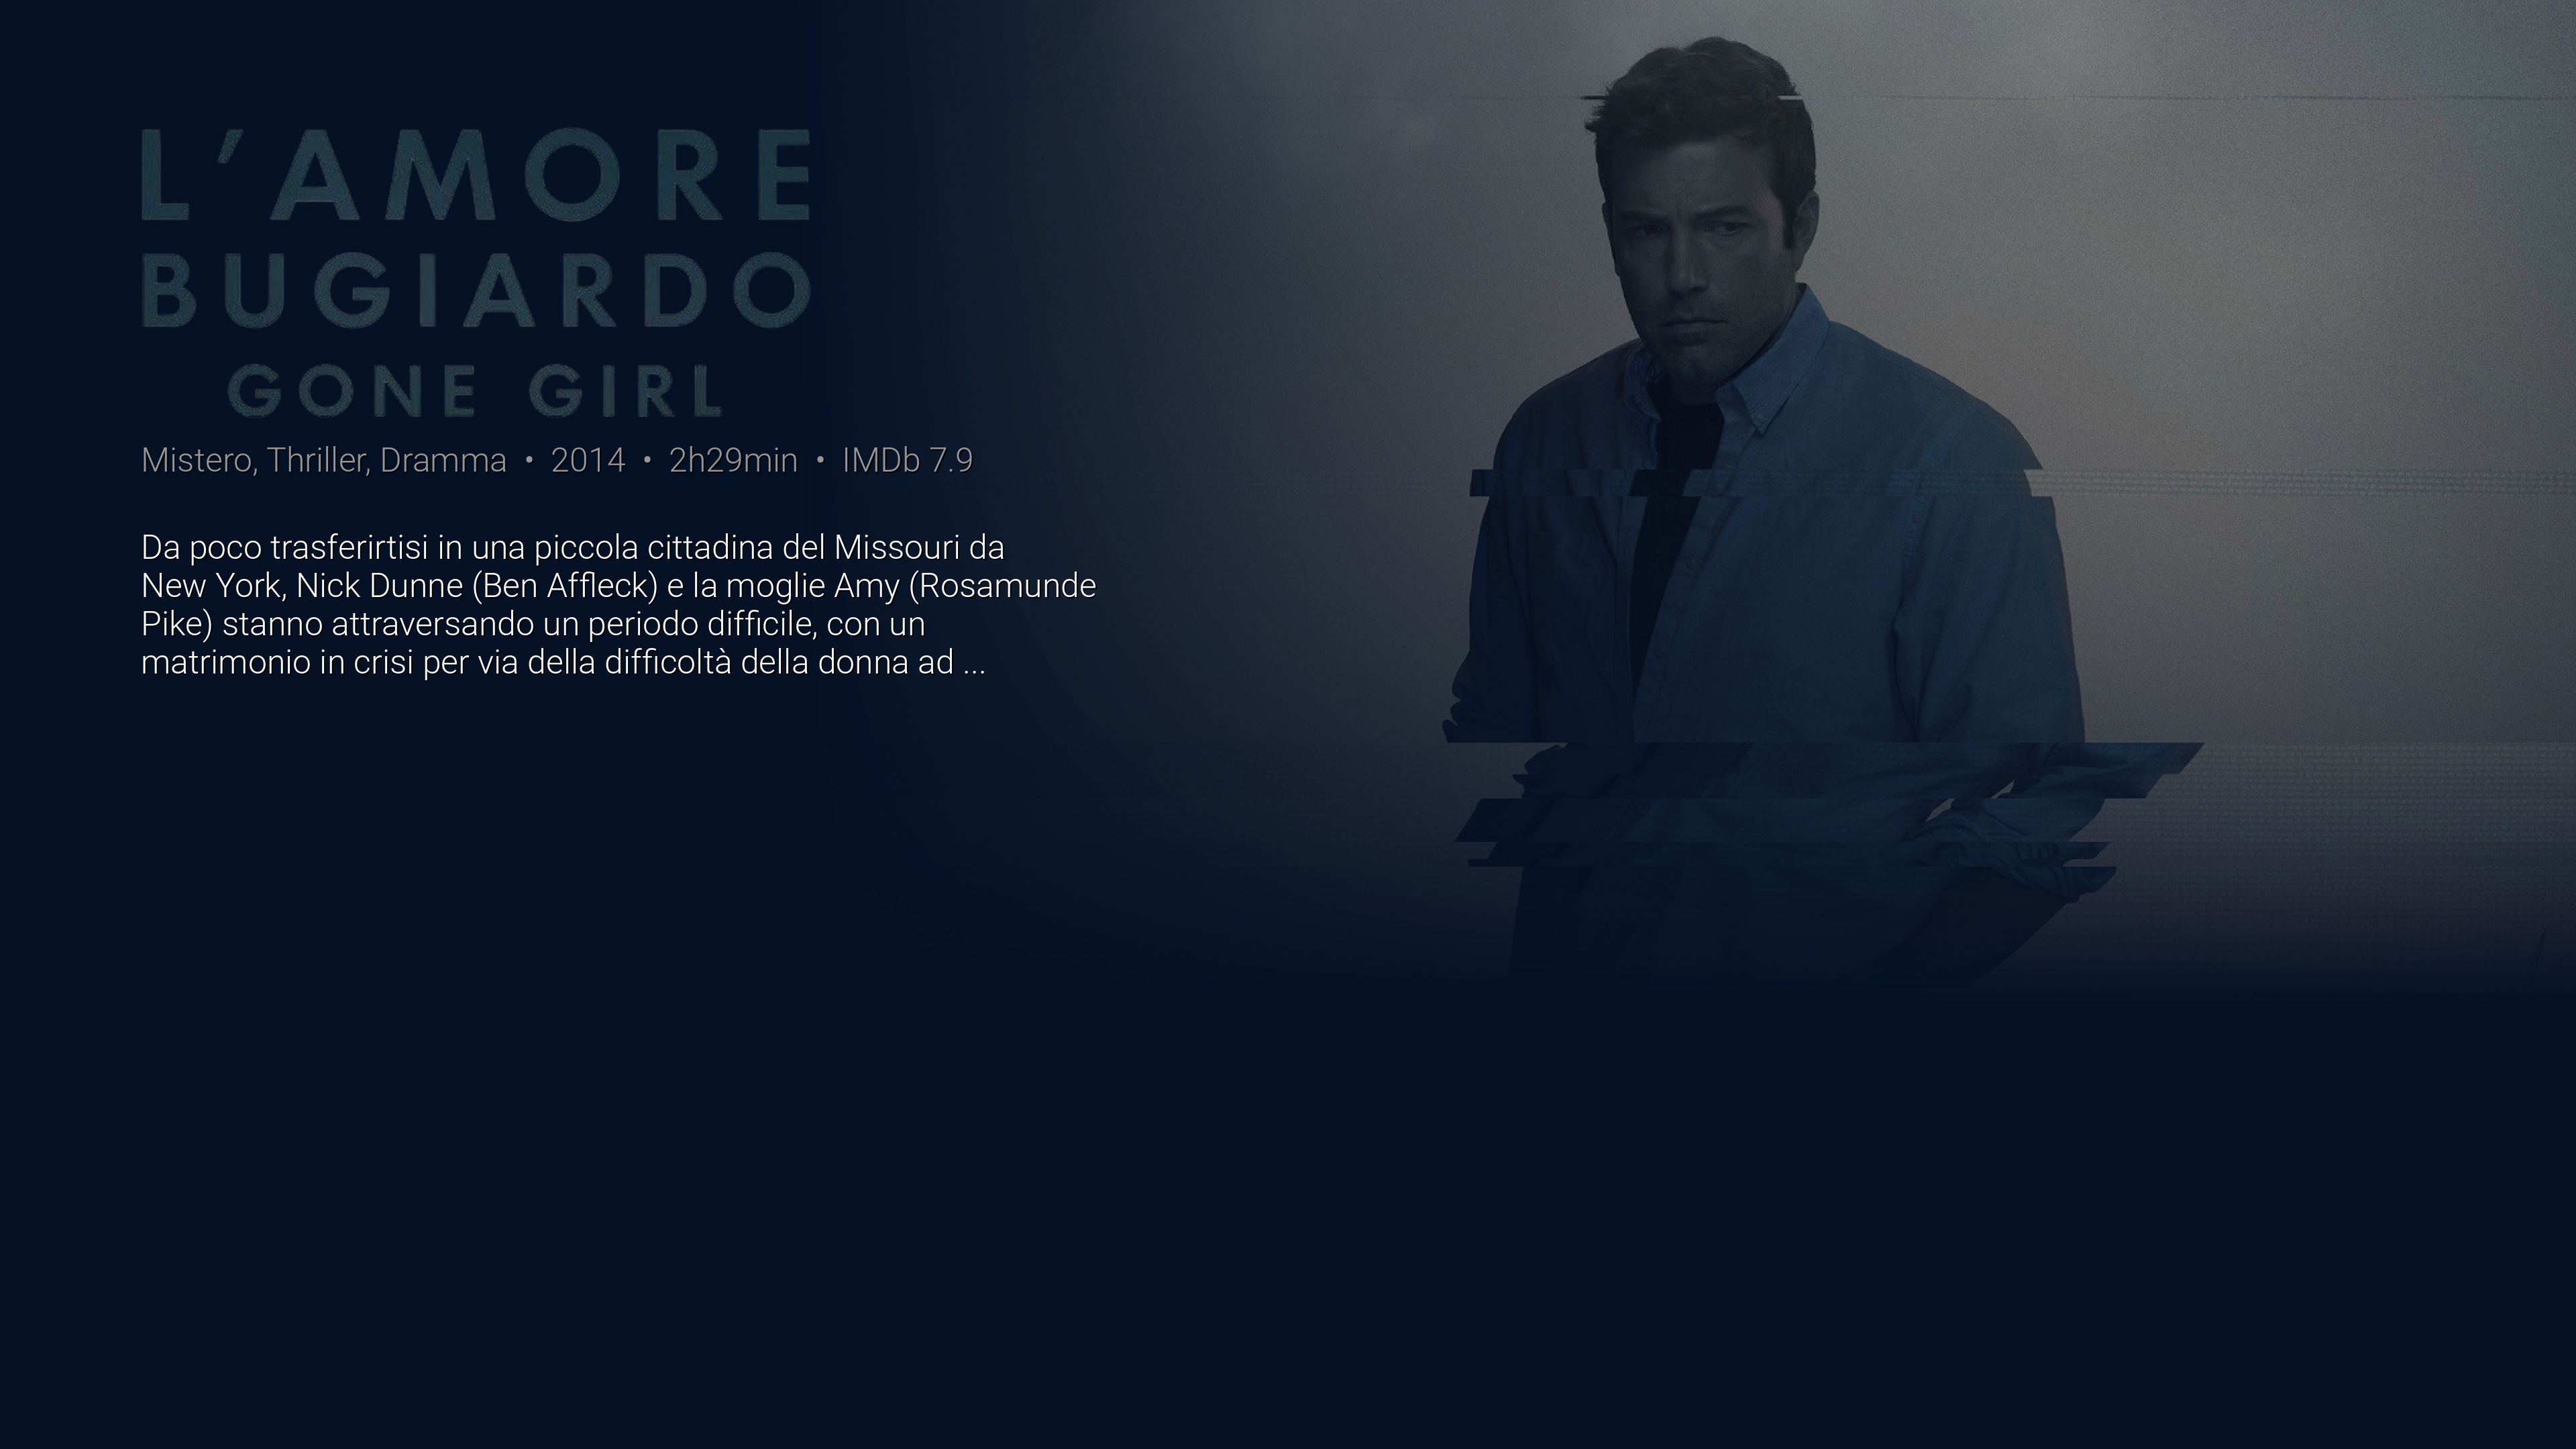 L'AMORE
BUGIARDO
GONE GIRL
Mistero, Thriller, Dramma • 2014 • 2h29min • IMDb 7.9
Da poco trasferirtisi in una piccola cittadina del Missouri da
New York, Nick Dunne (Ben Affleck) e la moglie Amy (Rosamunde
Pike) stanno attraversando un periodo difficile, con un
matrimonio in crisi per via della difficoltà della donna ad ...